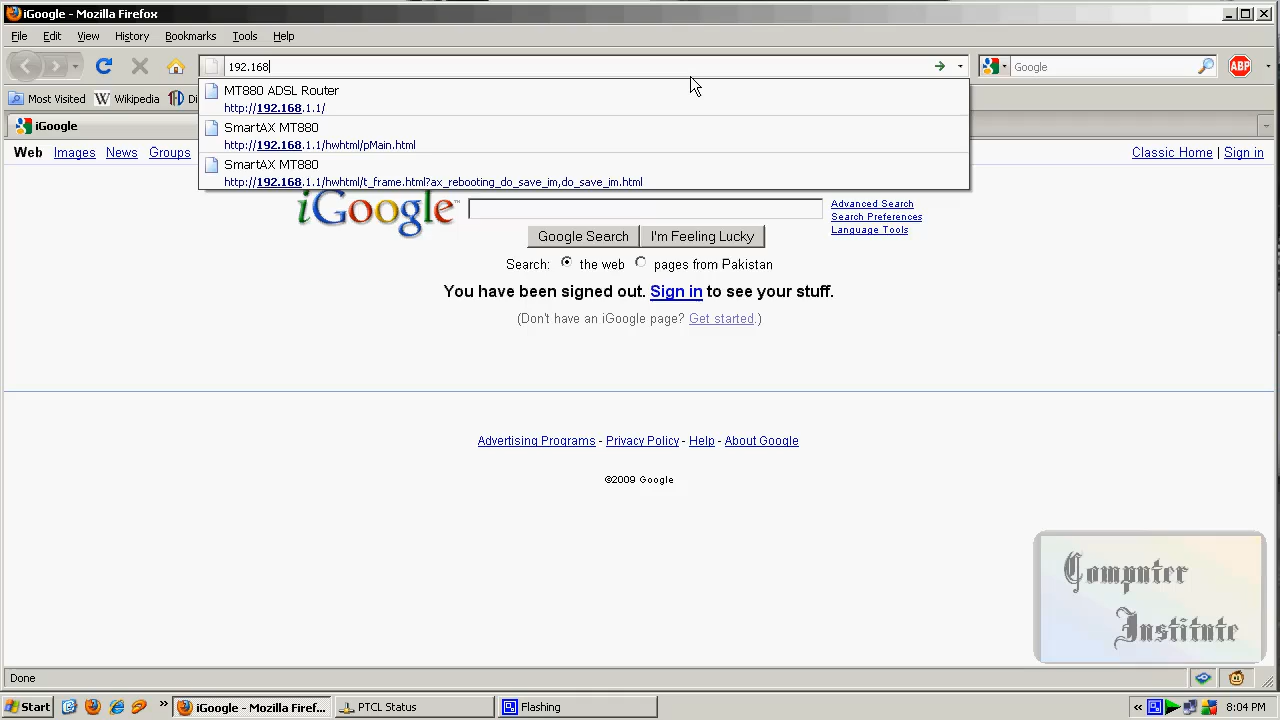 iGoogle - Mozilla Firefox
File Edit View History Bookmarks Tools Help
192.168
Google
ABP
Most Visited Wikipedia Di
MT880 ADSL Router
http://192.168.1.1/
SmartAX MT880
http://192.168.1.1/hwhtml/pMain.html
SmartAX MT880
http://192.168.1.1/hwhtml/t_frame.html?ax_rebooting_do_save_im,do_save_im.html
iGoogle
Web Images News Groups
Classic Home | Sign in
iGoogle™
Advanced Search
Search Preferences
Language Tools
Google Search I'm Feeling Lucky
Search: the web pages from Pakistan
You have been signed out. Sign in to see your stuff.
(Don't have an iGoogle page? Get started.)
Advertising Programs - Privacy Policy - Help - About Google
©2009 Google
Computer
Institute
Done
Start iGoogle - Mozilla Firef... PTCL Status Flashing 8:04 PM